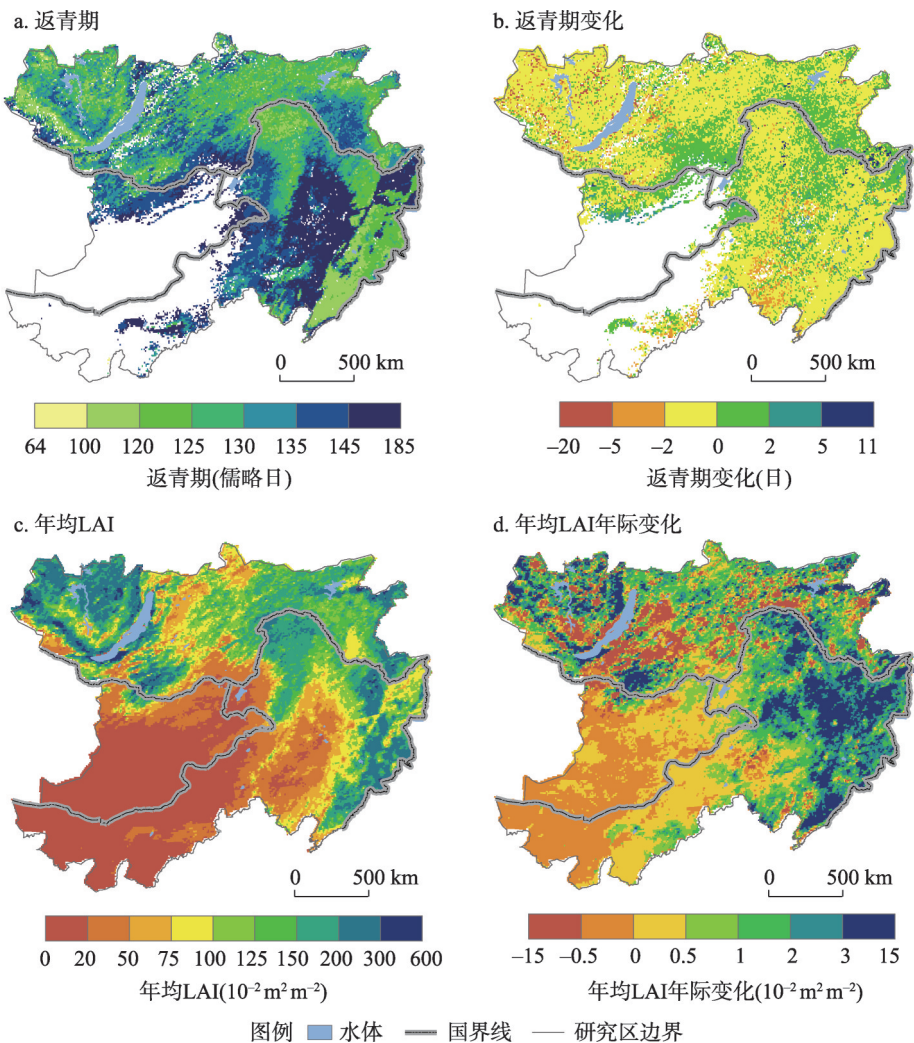 a. 返青期
b. 返青期变化
0 500 km
0 500 km
64 100 120 125 130 135 145 185
返青期(儒略日)
−20 −5 −2 0 2 5 11
返青期变化(日)
c. 年均LAI
d. 年均LAI年际变化
0 500 km
0 500 km
0 20 50 75 100 125 150 200 300 600
年均LAI(10⁻² m² m⁻²)
−15 −0.5 0 0.5 1 2 3 15
年均LAI年际变化(10⁻² m² m⁻²)
图例 水体 国界线 研究区边界